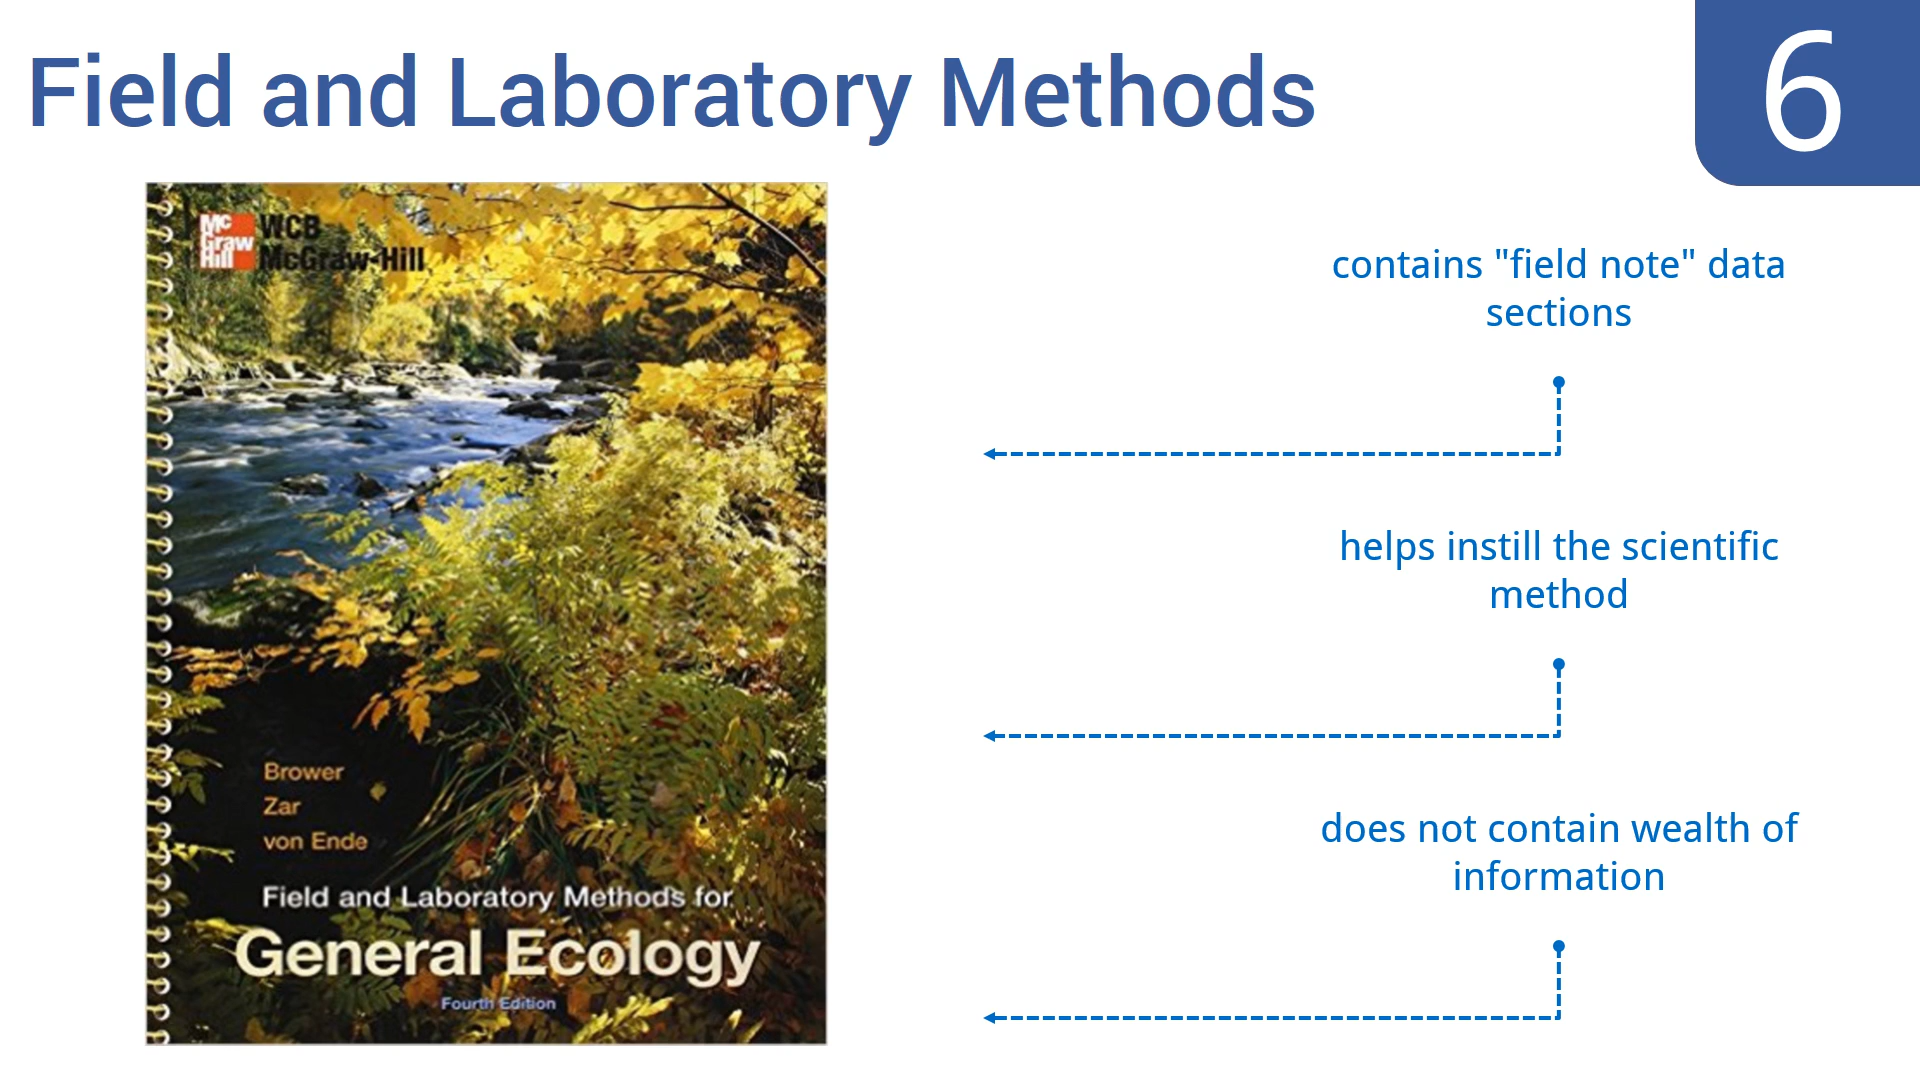 Field and Laboratory Methods
6
Mc
Graw
Hill
WCB
McGraw-Hill
contains "field note" data
sections
helps instill the scientific
method
Brower
Zar
von Ende
does not contain wealth of
information
Field and Laboratory Methods for
General Ecology
Fourth Edition